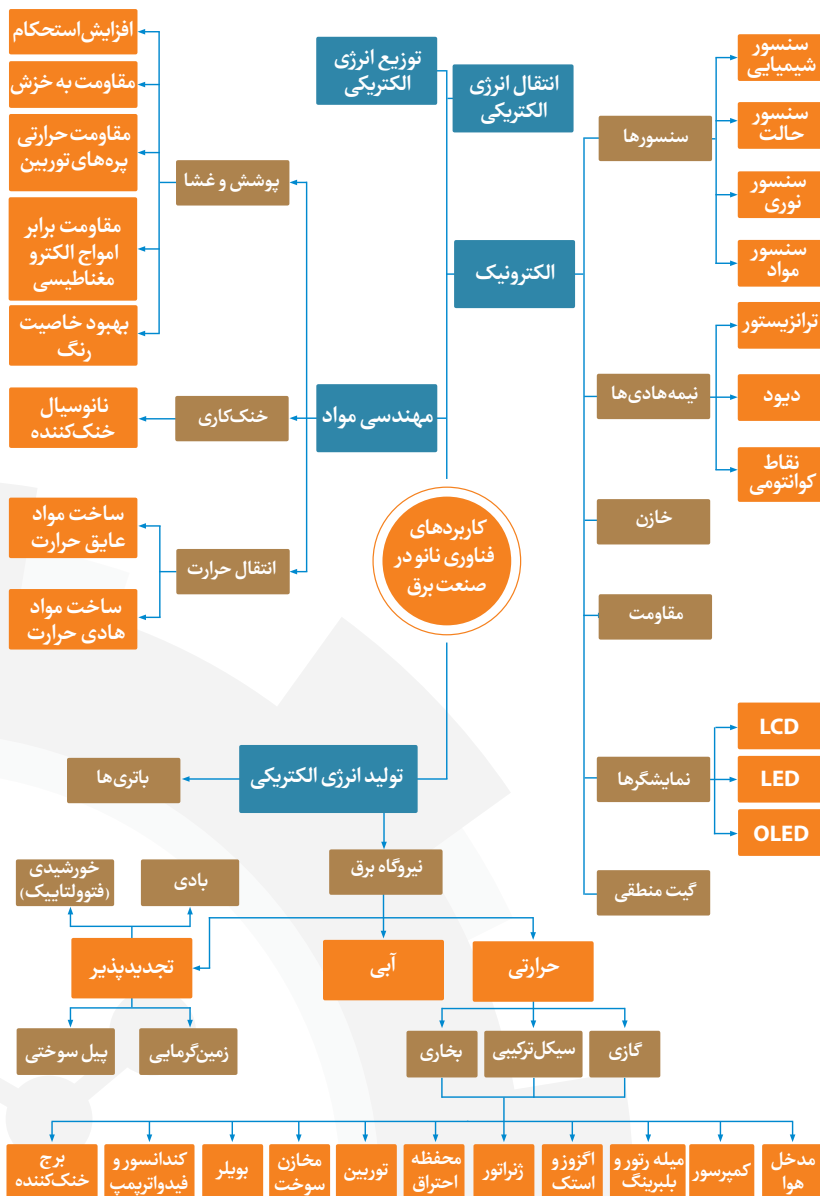 توزیع انرژی
الکتریکی
انتقال انرژی
الکتریکی
الکترونیک
سنسورها
سنسور
شیمیایی
سنسور
حالت
سنسور
نوری
سنسور
مواد
نیمه‌هادی‌ها
ترانزیستور
دیود
نقاط
کوانتومی
خازن
مقاومت
نمایشگرها
LCD
LED
OLED
گیت منطقی
مهندسی مواد
پوشش و غشا
افزایش استحکام
مقاومت به خزش
مقاومت حرارتی
پره‌های توربین
مقاومت برابر
امواج الکترو
مغناطیسی
بهبود خاصیت
رنگ
خنک‌کاری
نانوسیال
خنک‌کننده
انتقال حرارت
ساخت مواد
عایق حرارت
ساخت مواد
هادی حرارت
کاربردهای
فناوری نانو در
صنعت برق
تولید انرژی الکتریکی
باتری‌ها
نیروگاه برق
حرارتی
آبی
تجدیدپذیر
بادی
خورشیدی
(فتوولتاییک)
زمین‌گرمایی
پیل سوختی
گازی
سیکل‌ترکیبی
بخاری
مدخل
هوا
کمپرسور
میله رتور و
بلبرینگ
اگزوز و
استک
ژنراتور
محفظه
احتراق
توربین
مخازن
سوخت
بویلر
کندانسور و
فیدواترپمپ
برج
خنک‌کننده